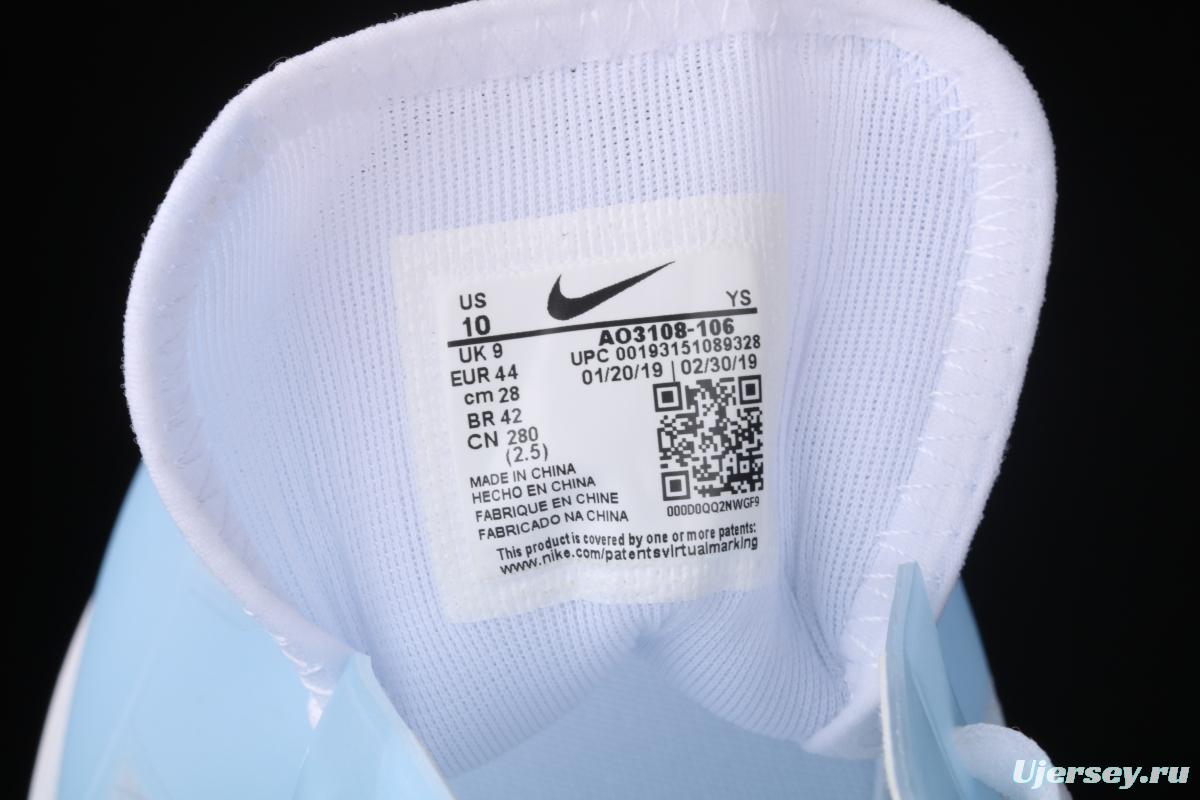 US YS
10 AO3108-106
UK 9 UPC 00193151089328
EUR 44 01/20/19 | 02/30/19
cm 28
BR 42
CN 280
(2.5)
MADE IN CHINA
HECHO EN CHINA
FABRIQUE EN CHINE
FABRICADO NA CHINA
000D0QQ2NWGF9
This product is covered by one or more patents:
www.nike.com/patentsvirtualmarking
Ujersey.ru